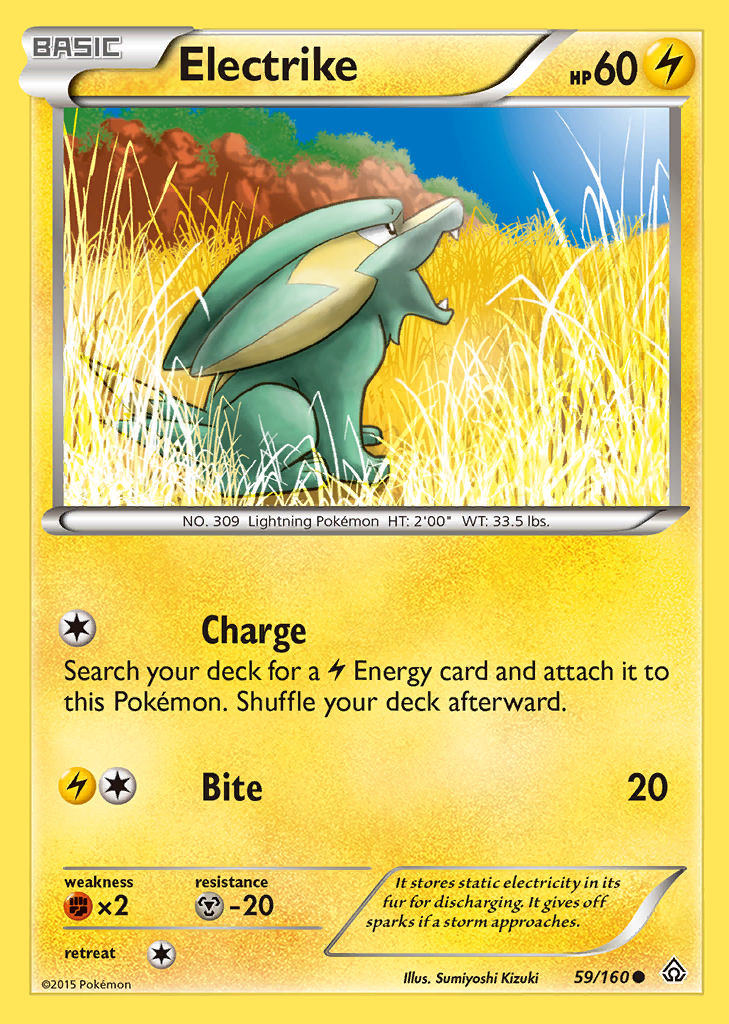 BASIC
Electrike
HP60
NO. 309 Lightning Pokémon HT: 2'00" WT: 33.5 lbs.
Charge
Search your deck for a Energy card and attach it to
this Pokémon. Shuffle your deck afterward.
Bite 20
weakness resistance
×2 -20
It stores static electricity in its
fur for discharging. It gives off
sparks if a storm approaches.
retreat
©2015 Pokémon
Illus. Sumiyoshi Kizuki 59/160